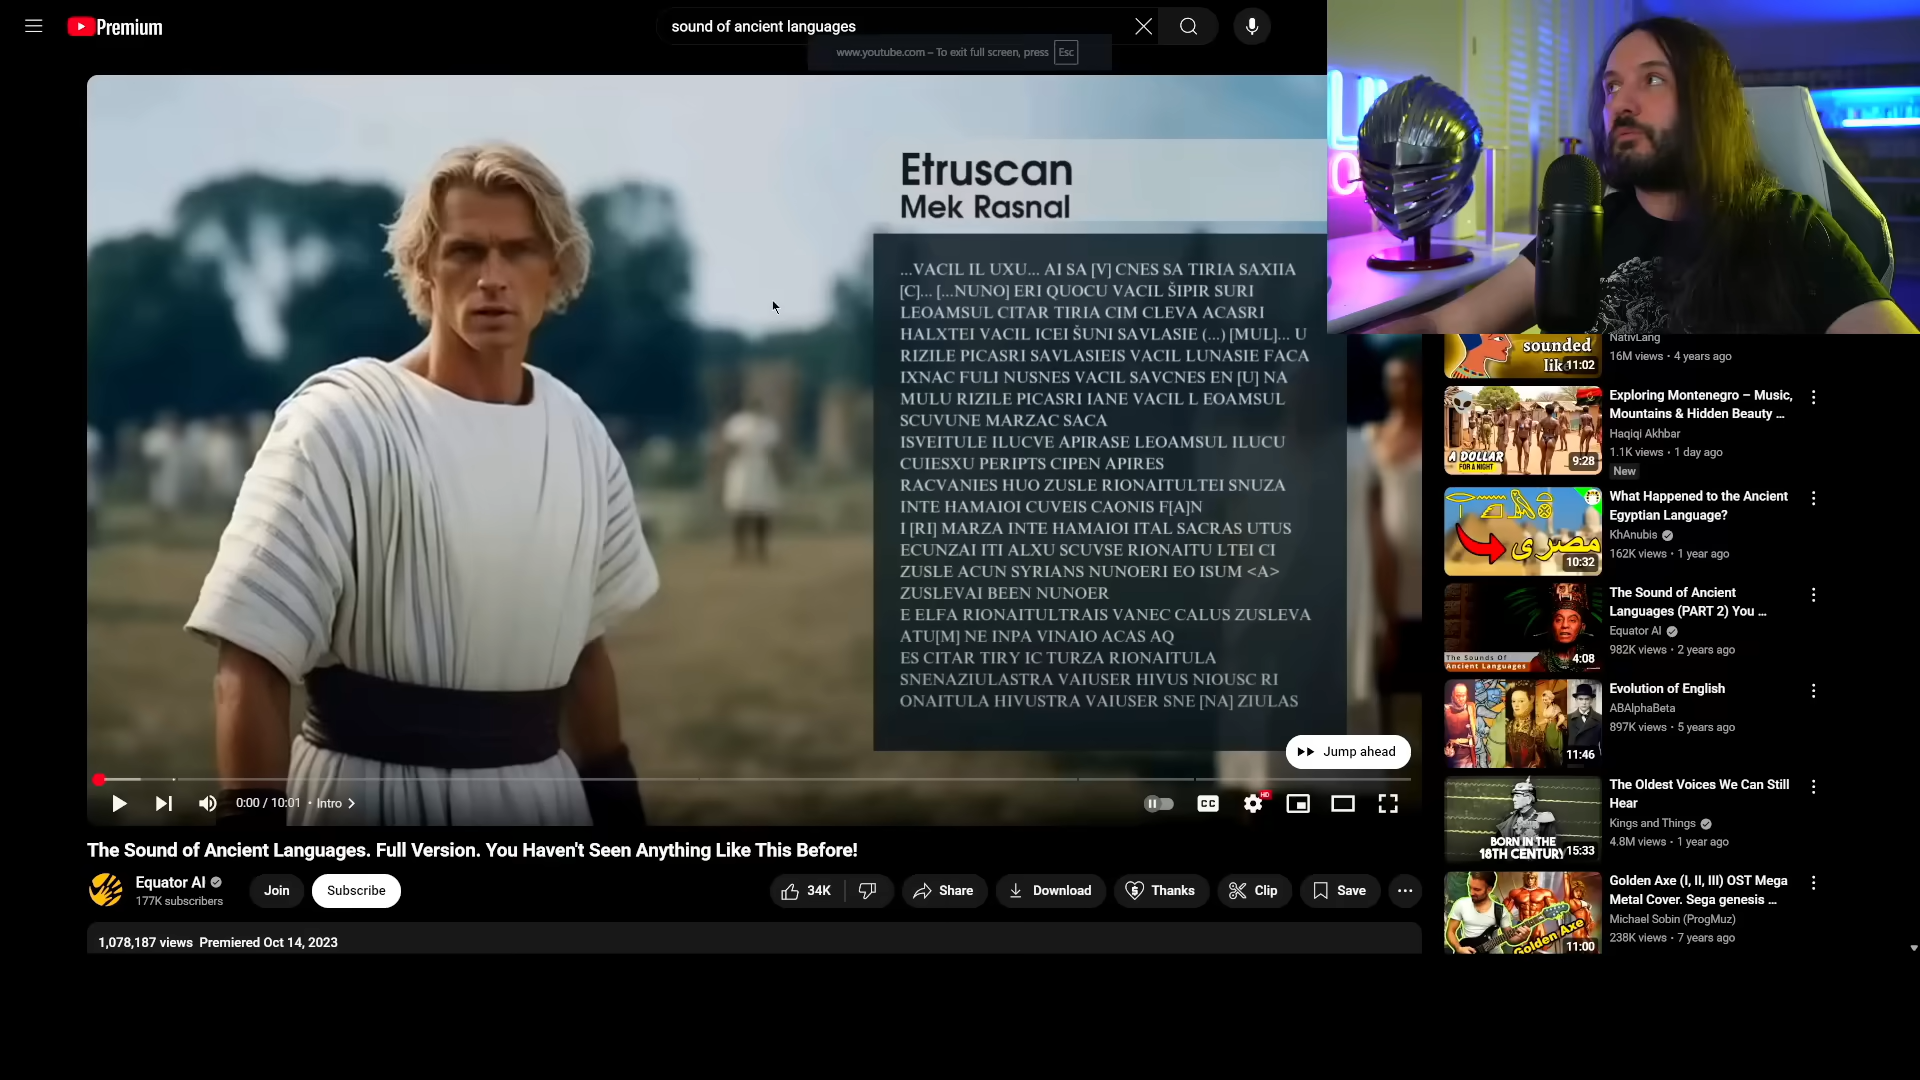 Premium
sound of ancient languages
www.youtube.com – To exit full screen, press Esc
Etruscan
Mek Rasnal
...VACIL IL UXU... AI SA [V] CNES SA TIRIA SAXIIA
[C]... [...NUNO] ERI QUOCU VACIL ŠIPIR SURI
LEOAMSUL CITAR TIRIA CIM CLEVA ACASRI
HALXTEI VACIL ICEI ŠUNI SAVLASIE (...) [MUL]... U
RIZILE PICASRI SAVLASIEIS VACIL LUNASIE FACA
IXNAC FULI NUSNES VACIL SAVCNES EN [U] NA
MULU RIZILE PICASRI IANE VACIL L EOAMSUL
SCUVUNE MARZAC SACA
ISVEITULE ILUCVE APIRASE LEOAMSUL ILUCU
CUIESXU PERIPTS CIPEN APIRES
RACVANIES HUO ZUSLE RIONAITULTEI SNUZA
INTE HAMAIOI CUVEIS CAONIS F[A]N
I [RI] MARZA INTE HAMAIOI ITAL SACRAS UTUS
ECUNZAI ITI ALXU SCUVSE RIONAITU LTEI CI
ZUSLE ACUN SYRIANS NUNOERI EO ISUM <A>
ZUSLEVAI BEEN NUNOER
E ELFA RIONAITULTRAIS VANEC CALUS ZUSLEVA
ATU[M] NE INPA VINAIO ACAS AQ
ES CITAR TIRY IC TURZA RIONAITULA
SNENAZIULASTRA VAIUSER HIVUS NIOUSC RI
ONAITULA HIVUSTRA VAIUSER SNE [NA] ZIULAS
Jump ahead
0:00 / 10:01 • Intro
CC
HD
The Sound of Ancient Languages. Full Version. You Haven't Seen Anything Like This Before!
Equator AI
177K subscribers
Join
Subscribe
34K
Share
Download
Thanks
Clip
Save
1,078,187 views Premiered Oct 14, 2023
sounded
lik
11:02
NativLang
16M views • 4 years ago
A DOLLAR
FOR A NIGHT
9:28
Exploring Montenegro – Music,
Mountains & Hidden Beauty ...
Haqiqi Akhbar
1.1K views • 1 day ago
New
مصرى
10:32
What Happened to the Ancient
Egyptian Language?
KhAnubis
162K views • 1 year ago
The Sounds Of
Ancient Languages
4:08
The Sound of Ancient
Languages (PART 2) You ...
Equator AI
982K views • 2 years ago
11:46
Evolution of English
ABAlphaBeta
897K views • 5 years ago
BORN IN THE
18TH CENTURY
15:33
The Oldest Voices We Can Still
Hear
Kings and Things
4.8M views • 1 year ago
Golden Axe
11:00
Golden Axe (I, II, III) OST Mega
Metal Cover. Sega genesis ...
Michael Sobin (ProgMuz)
238K views • 7 years ago